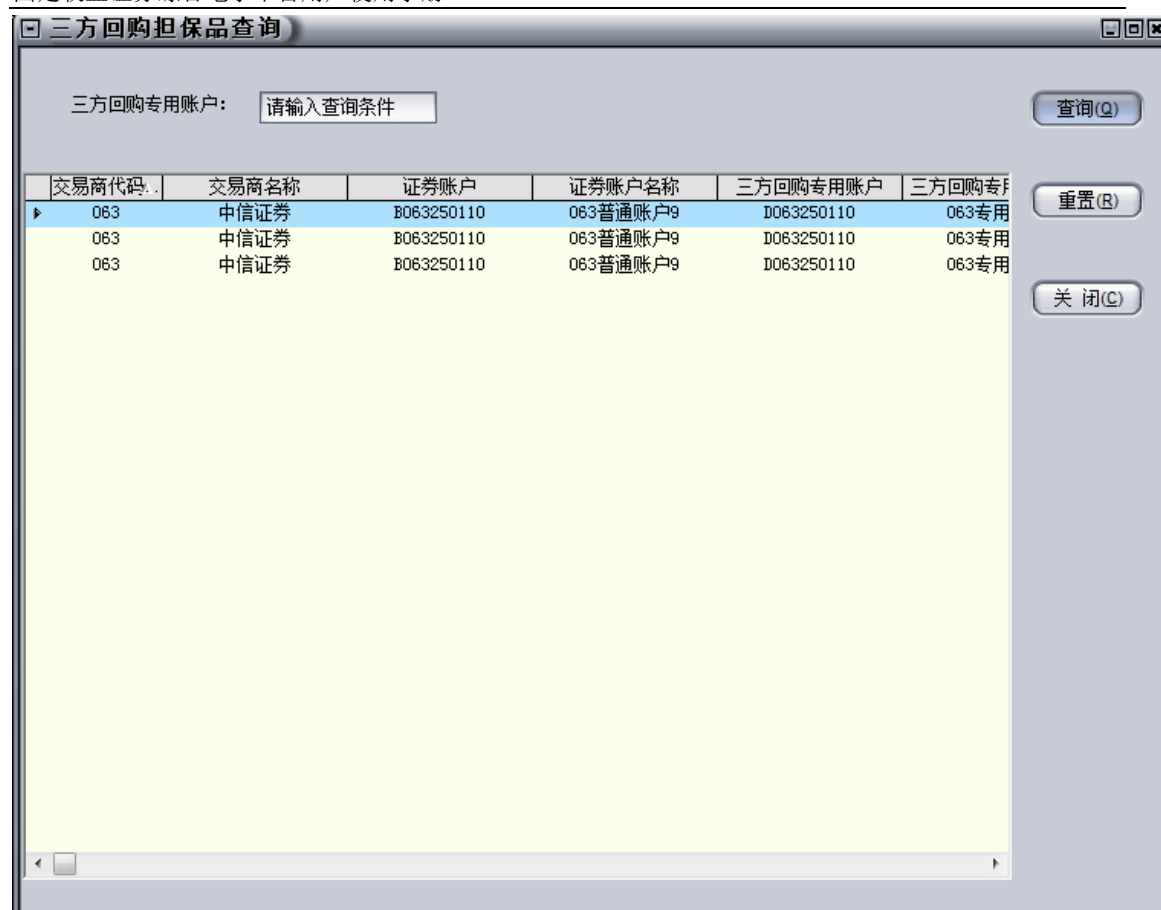 三方回购担保品查询
三方回购专用账户: 请输入查询条件 查询(Q)
交易商代码... 交易商名称 证券账户 证券账户名称 三方回购专用账户 三方回购专
063 中信证券 B063250110 063普通账户9 D063250110 063专用
063 中信证券 B063250110 063普通账户9 D063250110 063专用
063 中信证券 B063250110 063普通账户9 D063250110 063专用
重置(R)
关 闭(C)